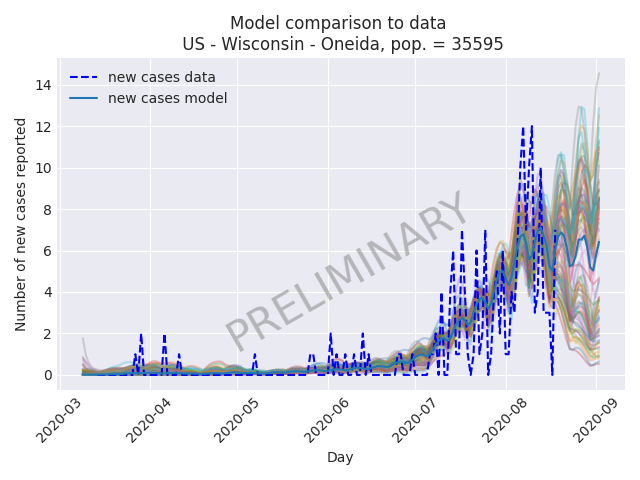 Model comparison to data
US - Wisconsin - Oneida, pop. = 35595
new cases data
new cases model
14
12
10
8
6
4
2
0
Number of new cases reported
PRELIMINARY
2020-03
2020-04
2020-05
2020-06
2020-07
2020-08
2020-09
Day